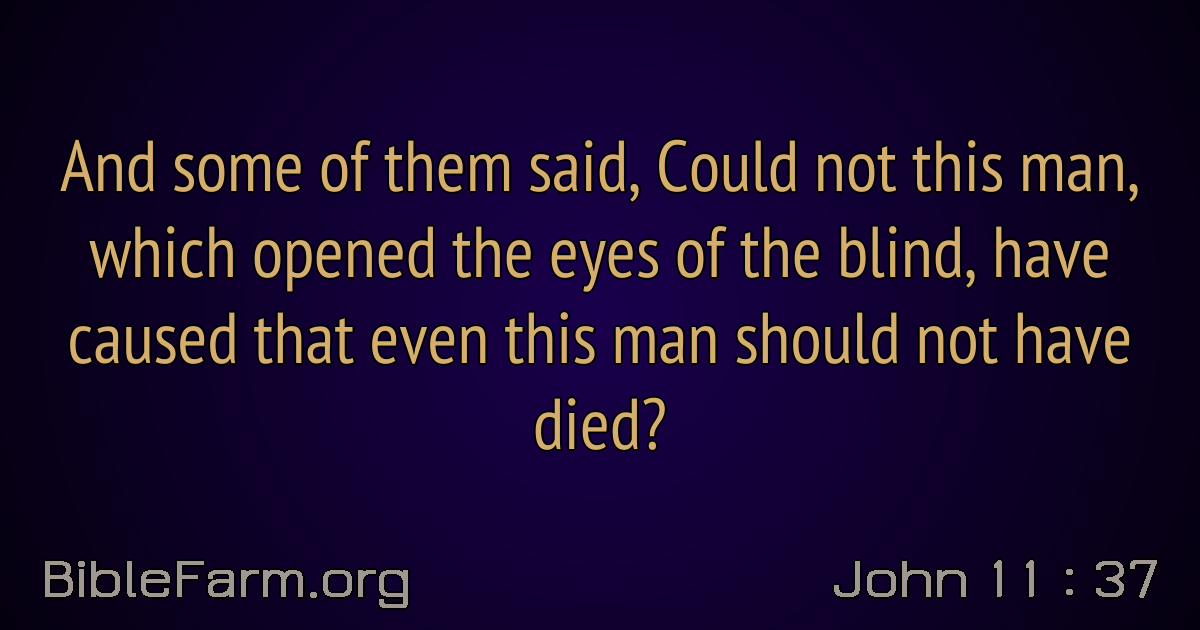 And some of them said, Could not this man,
which opened the eyes of the blind, have
caused that even this man should not have
died?
BibleFarm.org
John 11 : 37